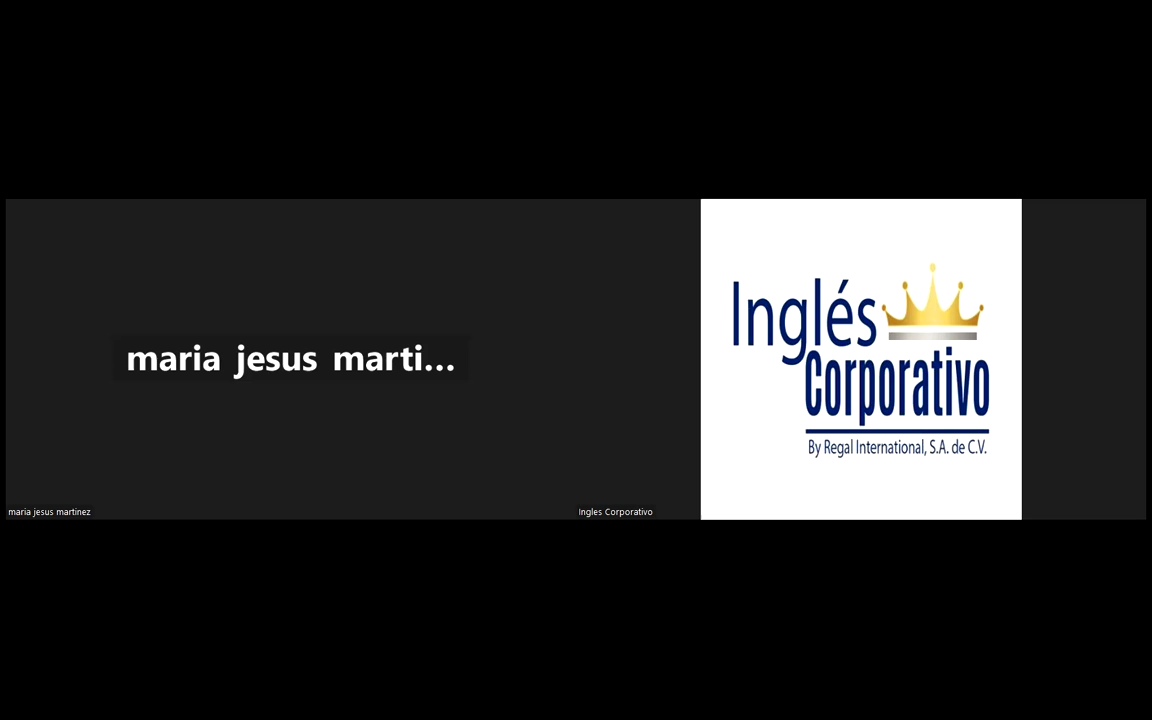 maria jesus marti...
maria jesus martinez
Inglés
Corporativo
By Regal International, S.A. de C.V.
Ingles Corporativo